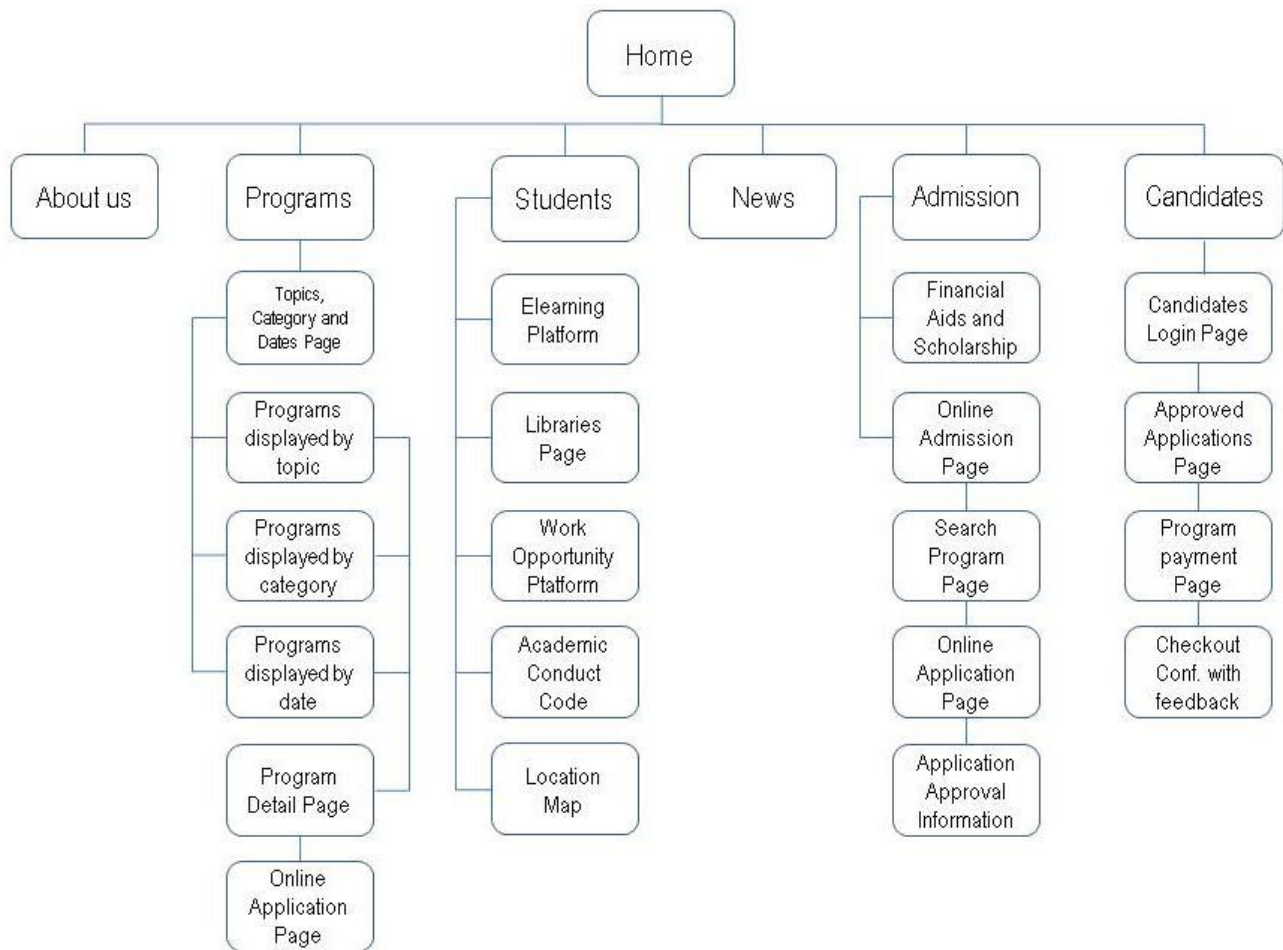 Home
About us
Programs
Students
News
Admission
Candidates
Topics,
Category and
Dates Page
Programs
displayed by
topic
Programs
displayed by
category
Programs
displayed by
date
Program
Detail Page
Online
Application
Page
Elearning
Platform
Libraries
Page
Work
Opportunity
Ptatform
Academic
Conduct
Code
Location
Map
Financial
Aids and
Scholarship
Online
Admission
Page
Search
Program
Page
Online
Application
Page
Application
Approval
Information
Candidates
Login Page
Approved
Applications
Page
Program
payment
Page
Checkout
Conf. with
feedback